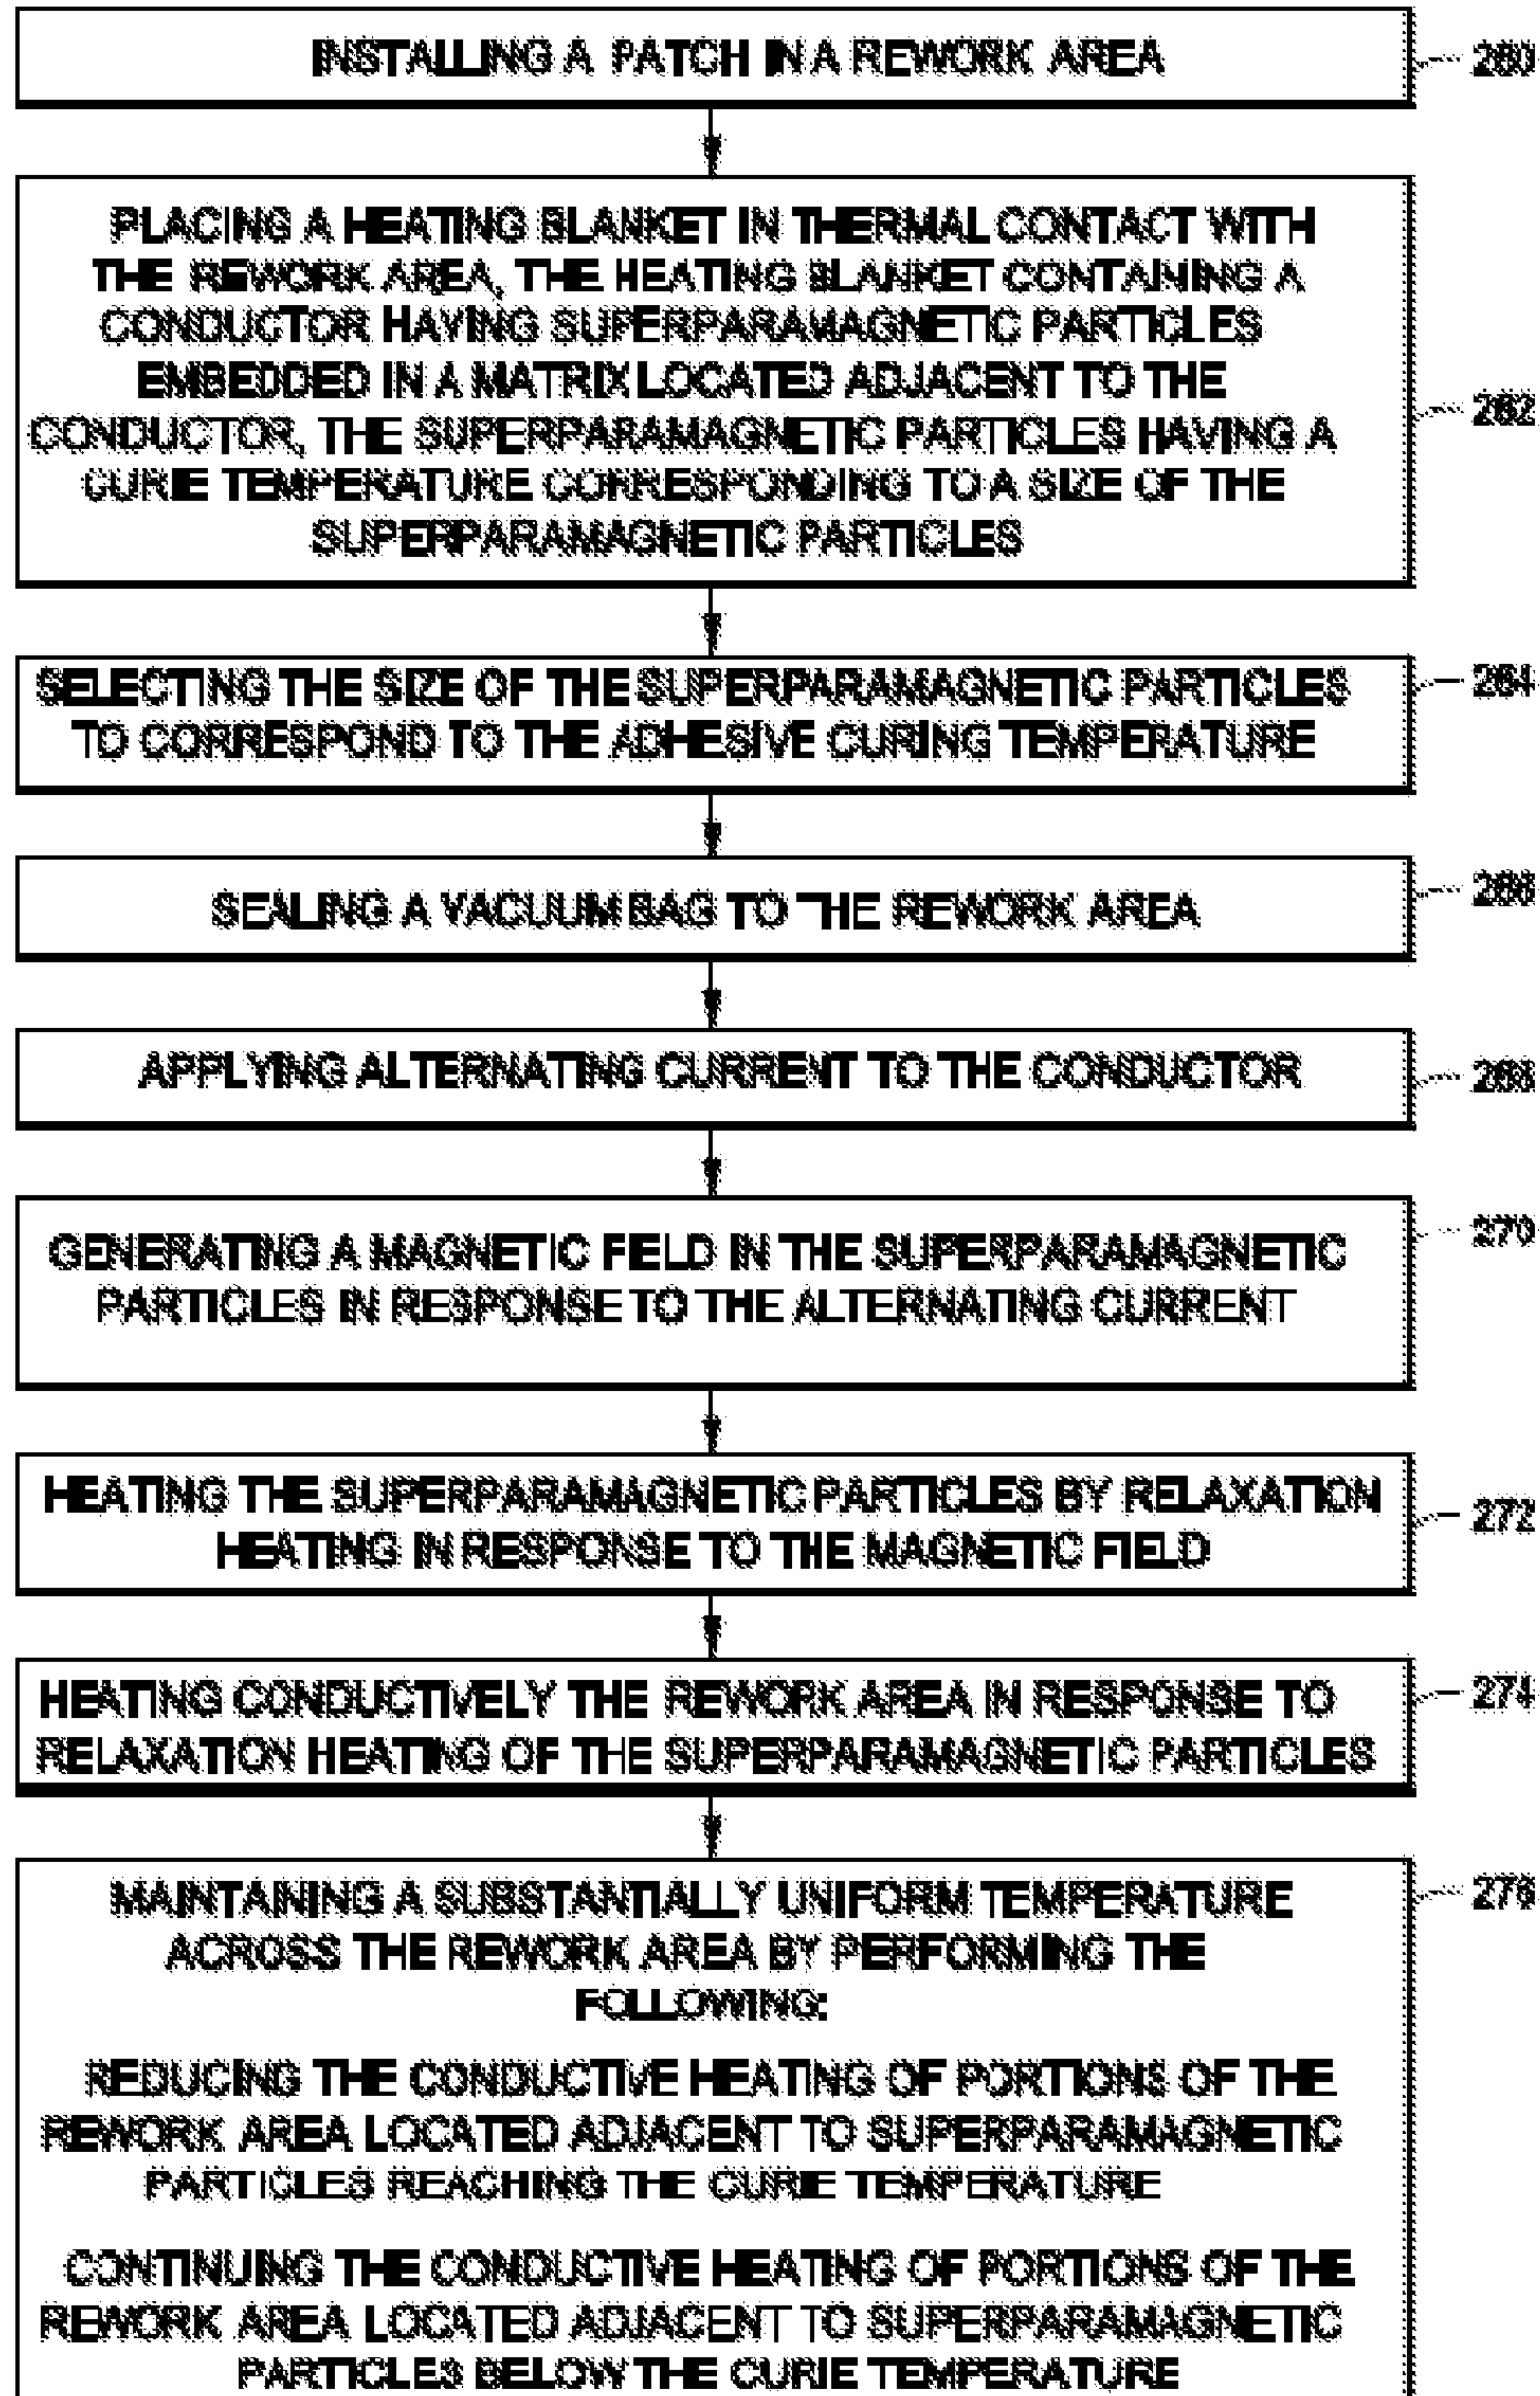 INSTALLING A PATCH IN A REWORK AREA
260
PLACING A HEATING BLANKET IN THERMAL CONTACT WITH
THE REWORK AREA, THE HEATING BLANKET CONTAINING A
CONDUCTOR HAVING SUPERPARAMAGNETIC PARTICLES
EMBEDDED IN A MATRIX LOCATED ADJACENT TO THE
CONDUCTOR, THE SUPERPARAMAGNETIC PARTICLES HAVING A
CURIE TEMPERATURE CORRESPONDING TO A SIZE OF THE
SUPERPARAMAGNETIC PARTICLES
262
SELECTING THE SIZE OF THE SUPERPARAMAGNETIC PARTICLES
TO CORRESPOND TO THE ADHESIVE CURING TEMPERATURE
264
SEALING A VACUUM BAG TO THE REWORK AREA
266
APPLYING ALTERNATING CURRENT TO THE CONDUCTOR
268
GENERATING A MAGNETIC FIELD IN THE SUPERPARAMAGNETIC
PARTICLES IN RESPONSE TO THE ALTERNATING CURRENT
270
HEATING THE SUPERPARAMAGNETIC PARTICLES BY RELAXATION
HEATING IN RESPONSE TO THE MAGNETIC FIELD
272
HEATING CONDUCTIVELY THE REWORK AREA IN RESPONSE TO
RELAXATION HEATING OF THE SUPERPARAMAGNETIC PARTICLES
274
MAINTAINING A SUBSTANTIALLY UNIFORM TEMPERATURE
ACROSS THE REWORK AREA BY PERFORMING THE
FOLLOWING:
276
REDUCING THE CONDUCTIVE HEATING OF PORTIONS OF THE
REWORK AREA LOCATED ADJACENT TO SUPERPARAMAGNETIC
PARTICLES REACHING THE CURIE TEMPERATURE
CONTINUING THE CONDUCTIVE HEATING OF PORTIONS OF THE
REWORK AREA LOCATED ADJACENT TO SUPERPARAMAGNETIC
PARTICLES BELOW THE CURIE TEMPERATURE